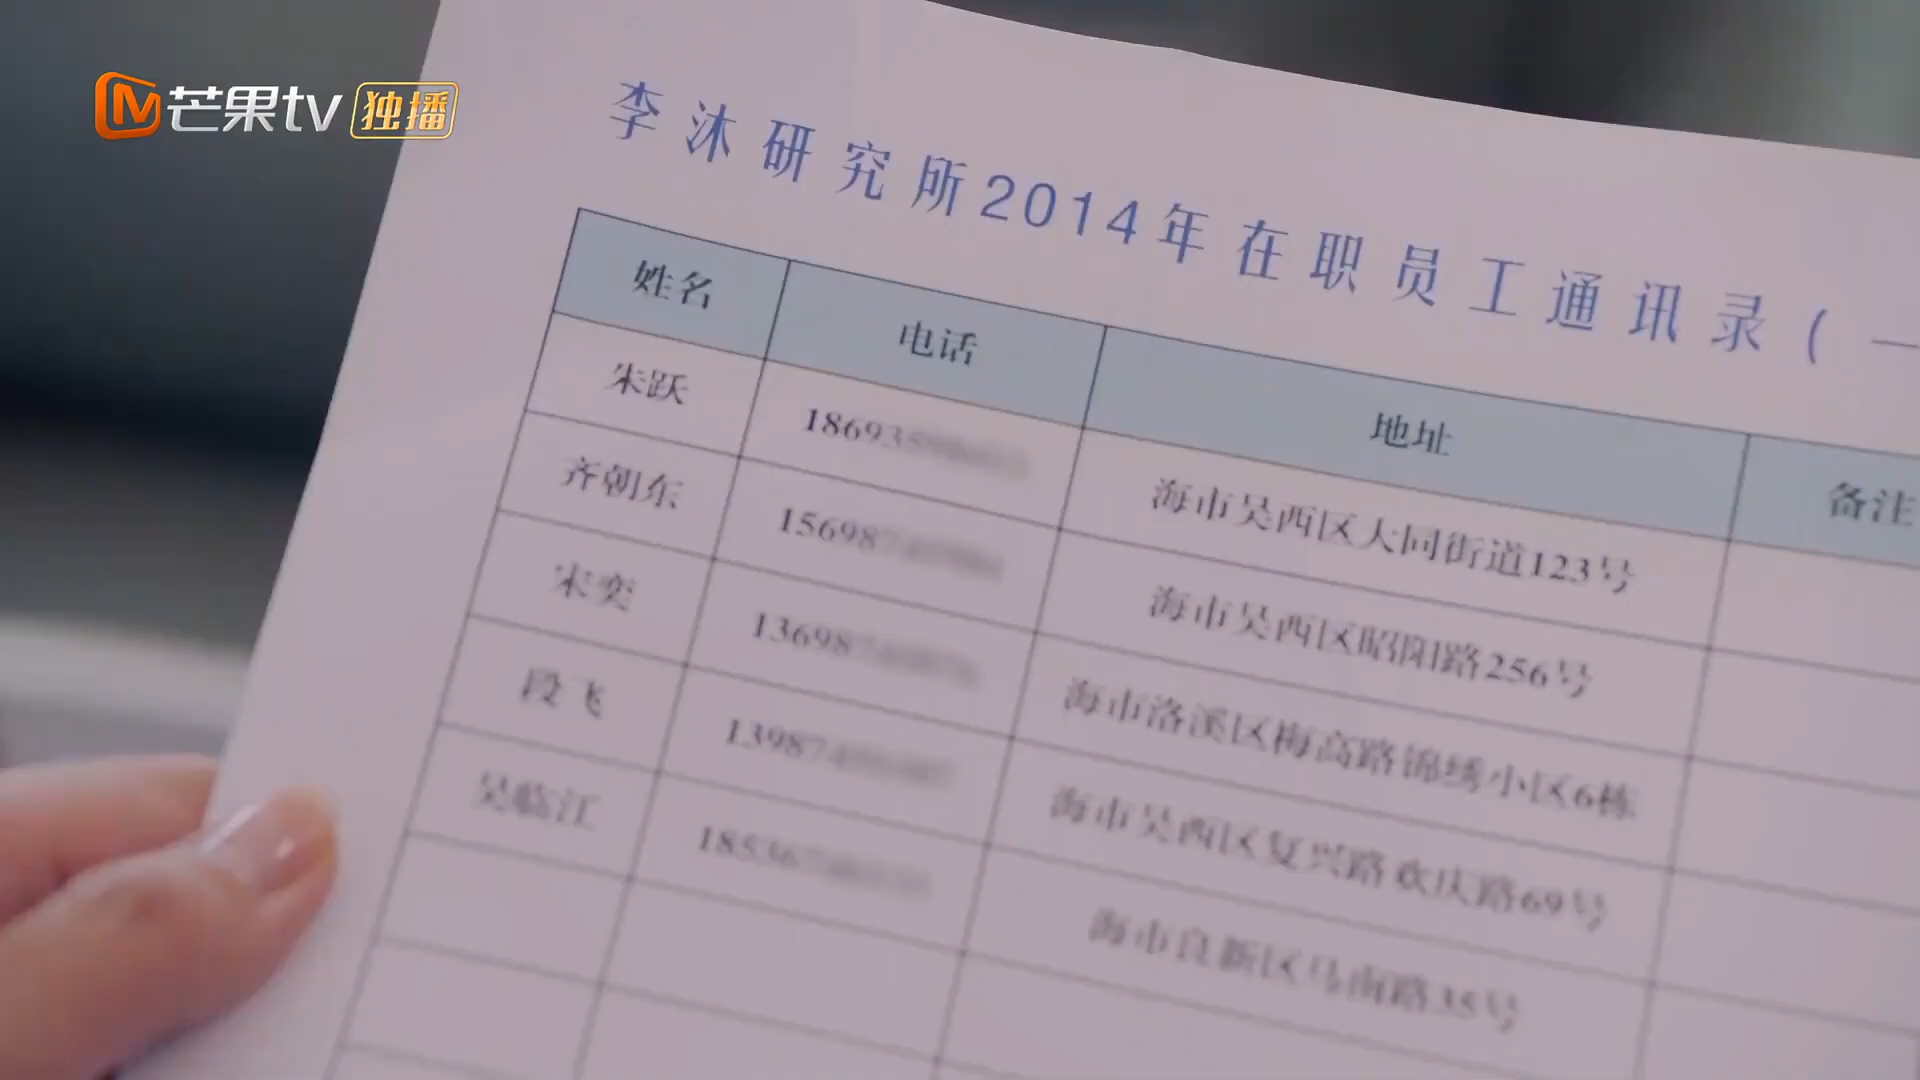 芒果tv 独播
李沐研究所2014年在职员工通讯录(一
姓名 电话 地址 备注
朱跃 18693 海市吴西区大同街道123号
齐朝东 15698 海市吴西区昭阳路256号
宋奕 13698 海市洛溪区梅高路锦绣小区6栋
段飞 13987 海市吴西区复兴路欢庆路69号
吴临江 18536 海市良新区马南路35号